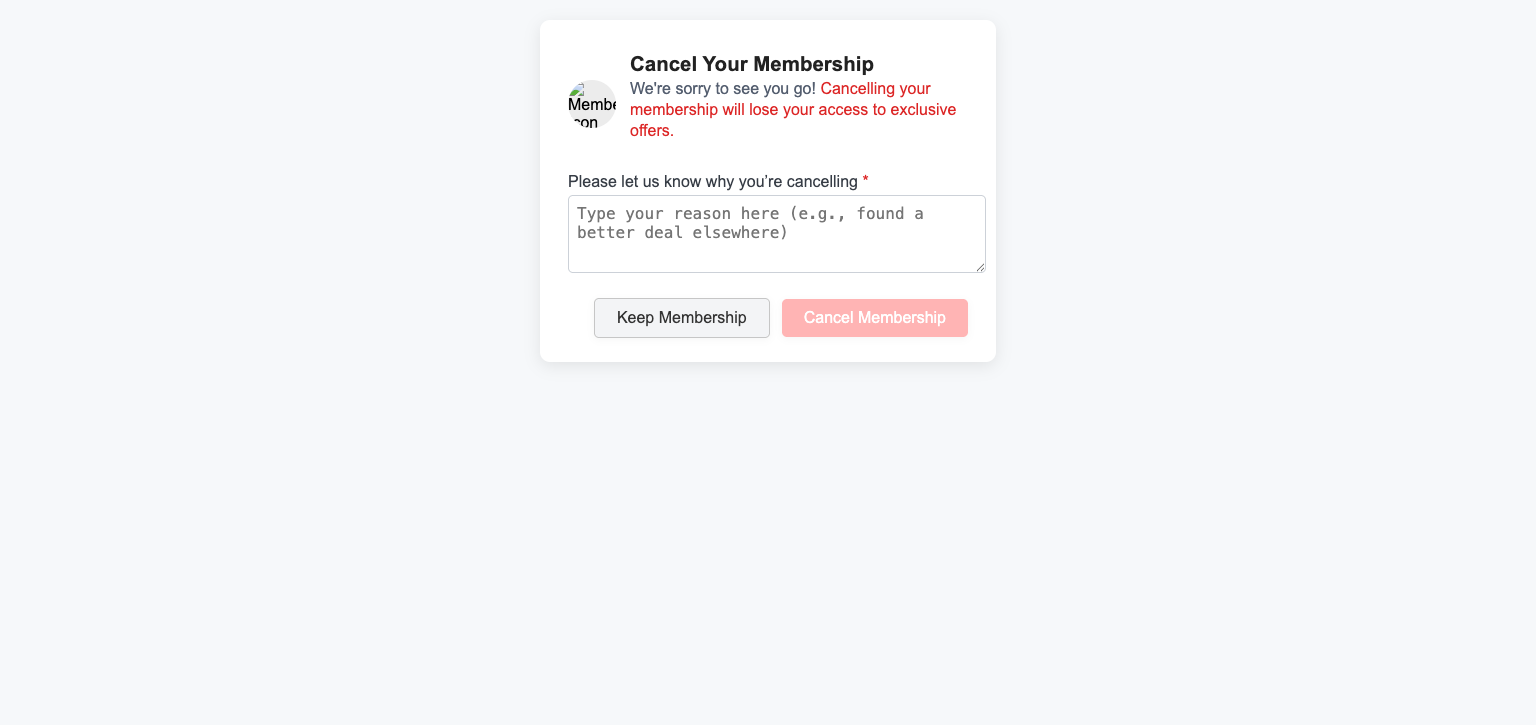 Cancel Your Membership
We're sorry to see you go! Cancelling your
membership will lose your access to exclusive
offers.
Membe
Icon
Please let us know why you’re cancelling *
Type your reason here (e.g., found a
better deal elsewhere)
Keep Membership
Cancel Membership